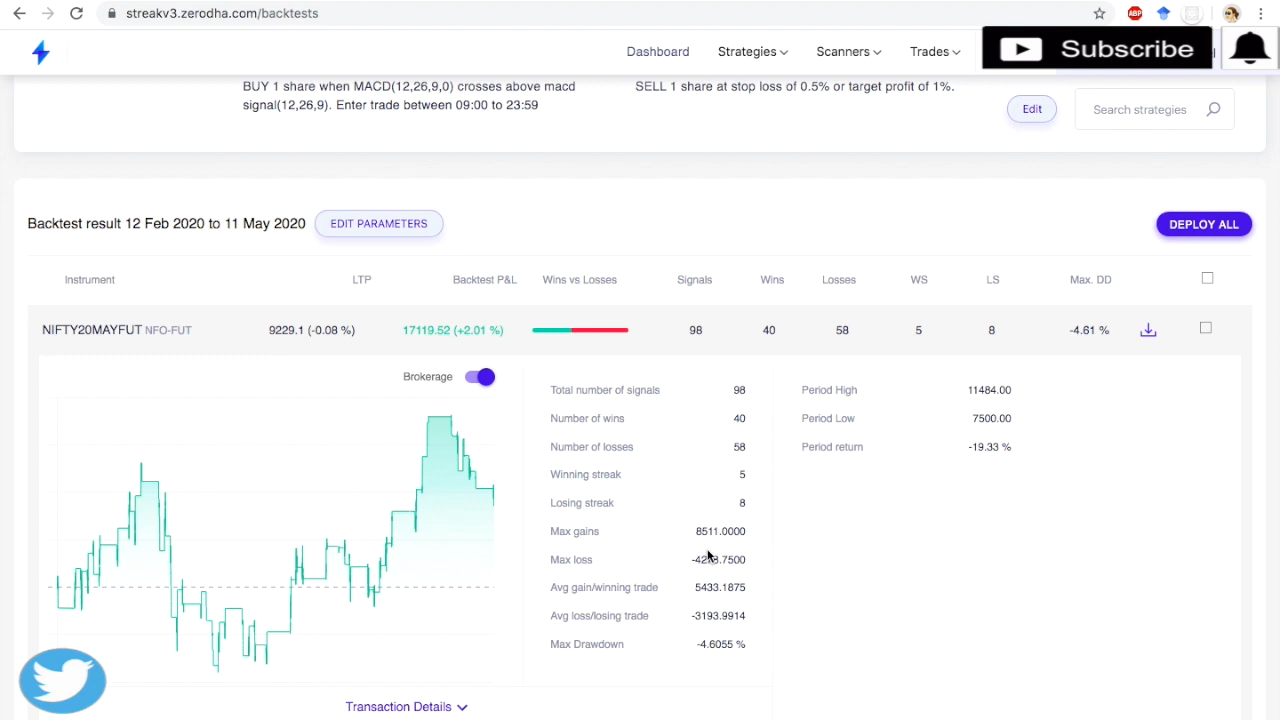 streakv3.zerodha.com/backtests
ABP
Dashboard Strategies Scanners Trades
Subscribe
BUY 1 share when MACD(12,26,9,0) crosses above macd
signal(12,26,9). Enter trade between 09:00 to 23:59
SELL 1 share at stop loss of 0.5% or target profit of 1%.
Edit
Search strategies
Backtest result 12 Feb 2020 to 11 May 2020 EDIT PARAMETERS DEPLOY ALL
Instrument LTP Backtest P&L Wins vs Losses Signals Wins Losses WS LS Max. DD
NIFTY20MAYFUT NFO-FUT 9229.1 (-0.08 %) 17119.52 (+2.01 %) 98 40 58 5 8 -4.61 %
Brokerage
Total number of signals 98
Number of wins 40
Number of losses 58
Winning streak 5
Losing streak 8
Max gains 8511.0000
Max loss
Avg gain/winning trade 5433.1875
Avg loss/losing trade -3193.9914
Max Drawdown -4.6055 %
Period High 11484.00
Period Low 7500.00
Period return -19.33 %
Transaction Details